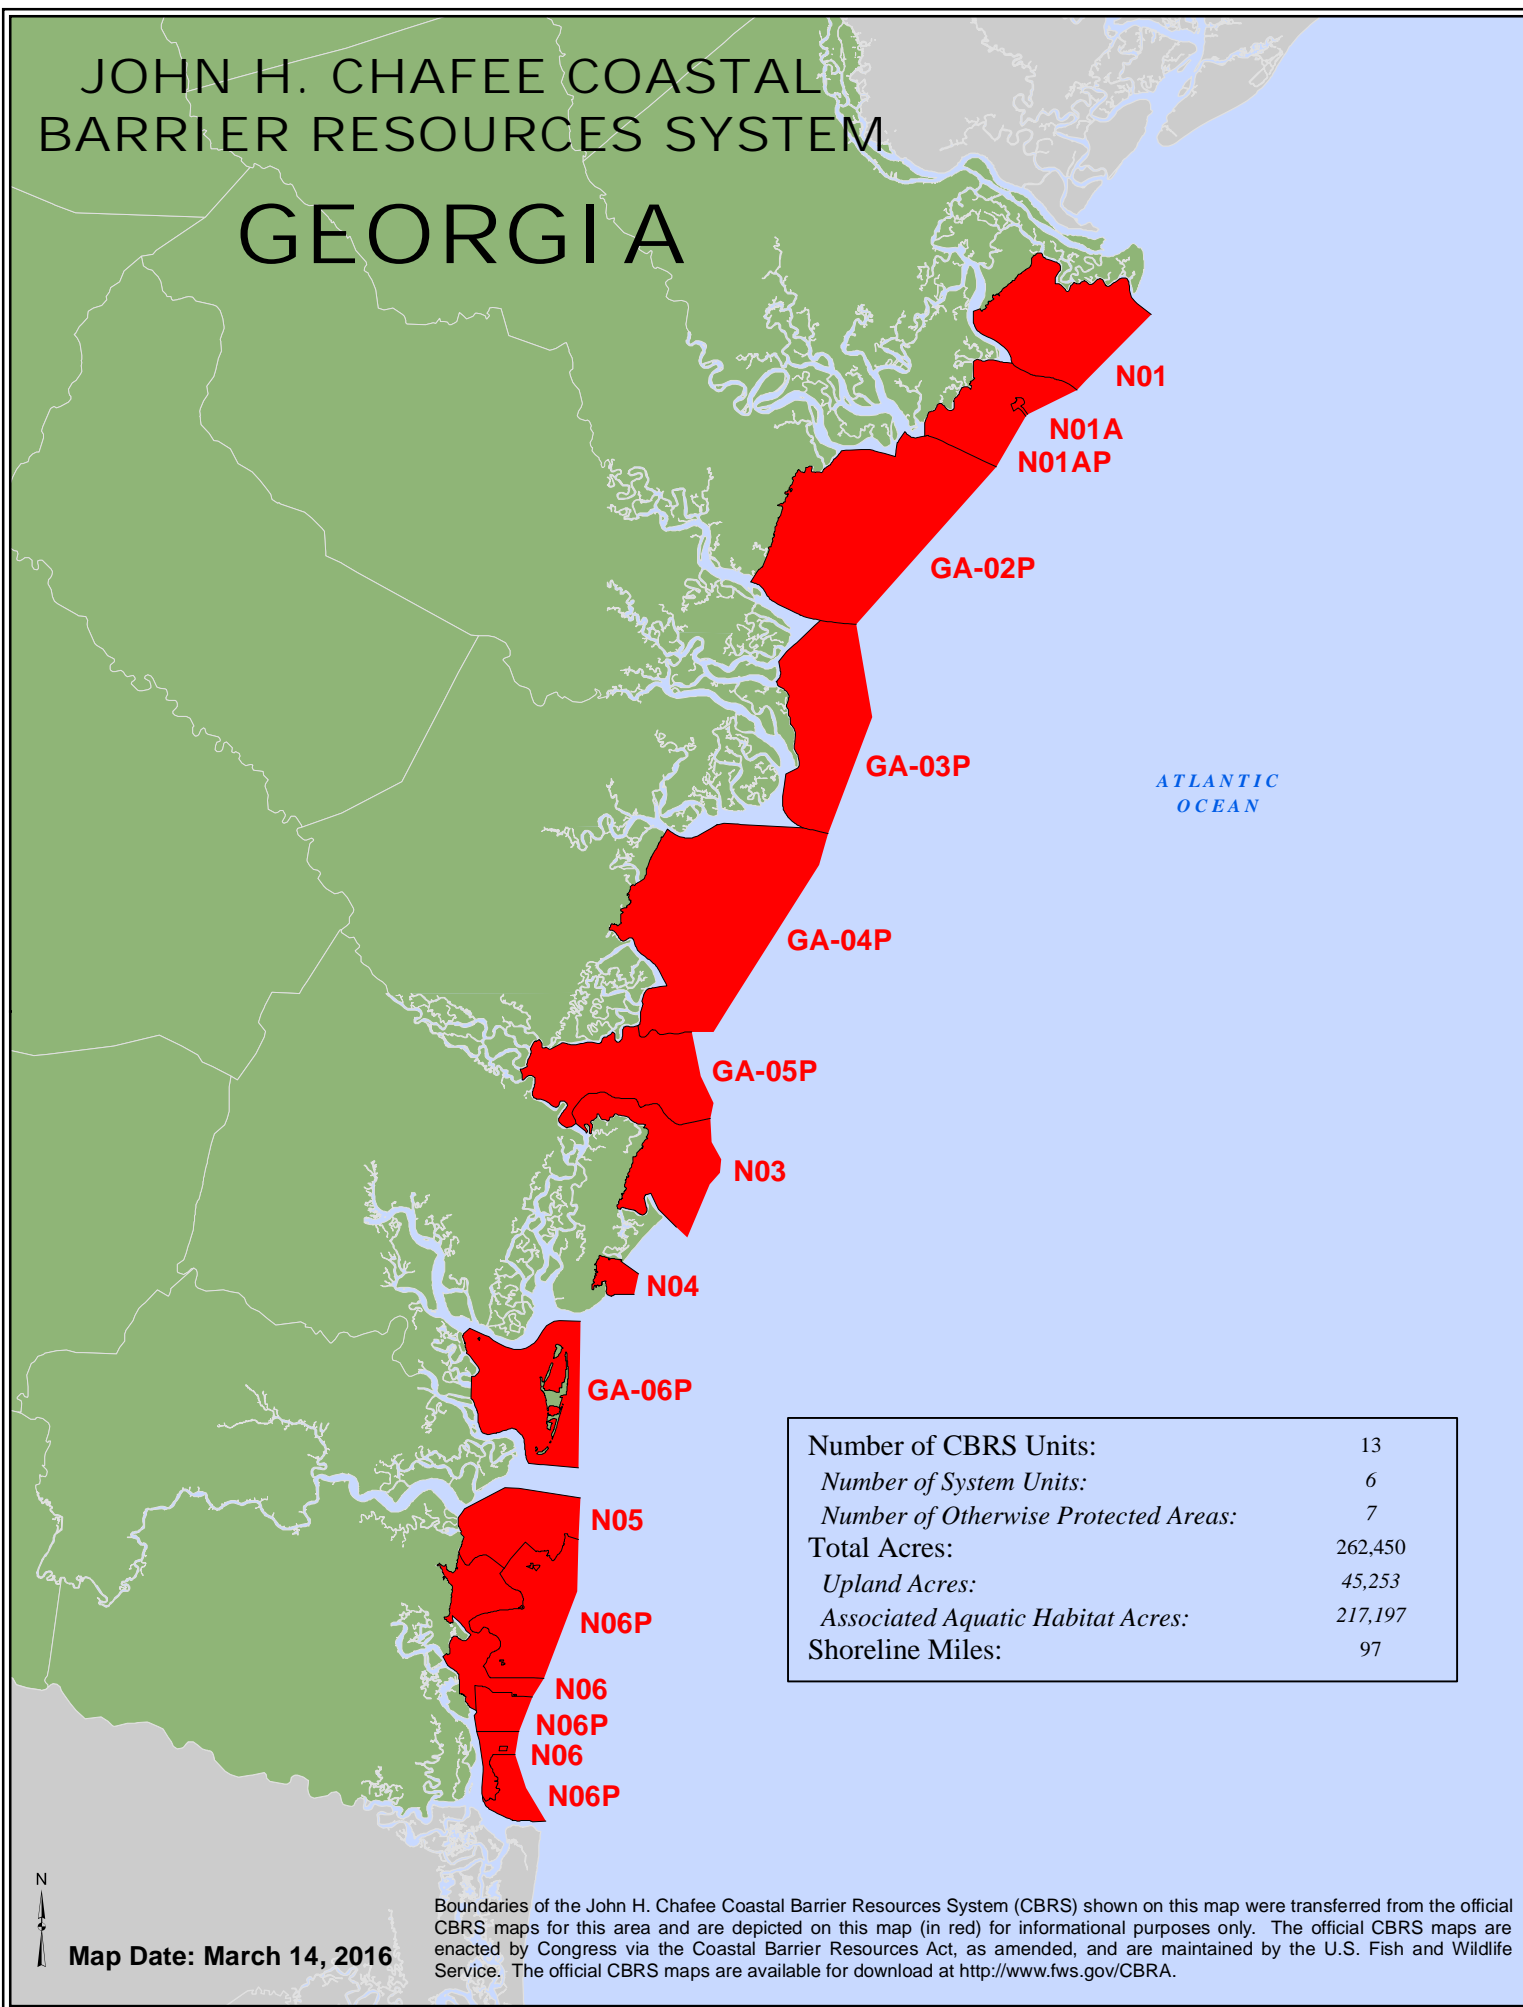 JOHN H. CHAFEE COASTAL
BARRIER RESOURCES SYSTEM
GEORGIA
N01
N01A
N01AP
GA-02P
GA-03P
ATLANTIC
OCEAN
GA-04P
GA-05P
N03
N04
GA-06P
N05
N06P
N06
N06P
N06
N06P
Number of CBRS Units: 13
Number of System Units: 6
Number of Otherwise Protected Areas: 7
Total Acres: 262,450
Upland Acres: 45,253
Associated Aquatic Habitat Acres: 217,197
Shoreline Miles: 97
N
Map Date: March 14, 2016
Boundaries of the John H. Chafee Coastal Barrier Resources System (CBRS) shown on this map were transferred from the official
CBRS maps for this area and are depicted on this map (in red) for informational purposes only. The official CBRS maps are
enacted by Congress via the Coastal Barrier Resources Act, as amended, and are maintained by the U.S. Fish and Wildlife
Service. The official CBRS maps are available for download at http://www.fws.gov/CBRA.